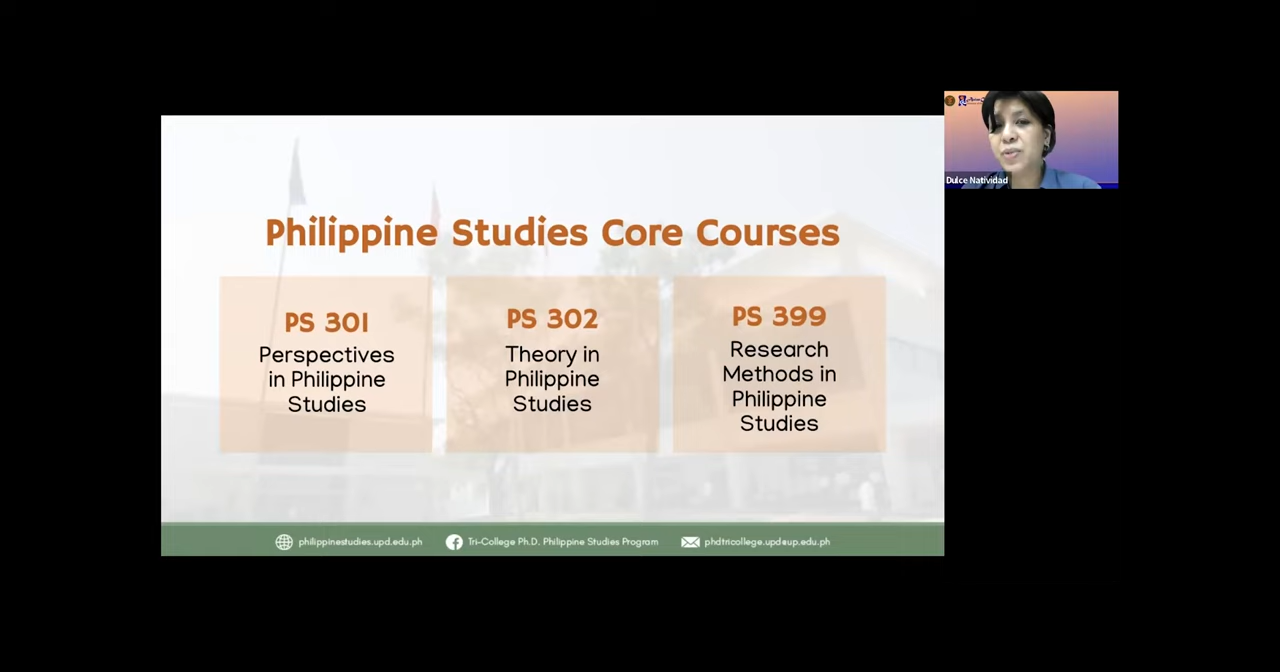 Philippine Studies Core Courses
PS 301
Perspectives
in Philippine
Studies
PS 302
Theory in
Philippine
Studies
PS 399
Research
Methods in
Philippine
Studies
philippinestudies.upd.edu.ph
Tri-College Ph.D. Philippine Studies Program
phdtricollege.upd@up.edu.ph
Dulce Natividad